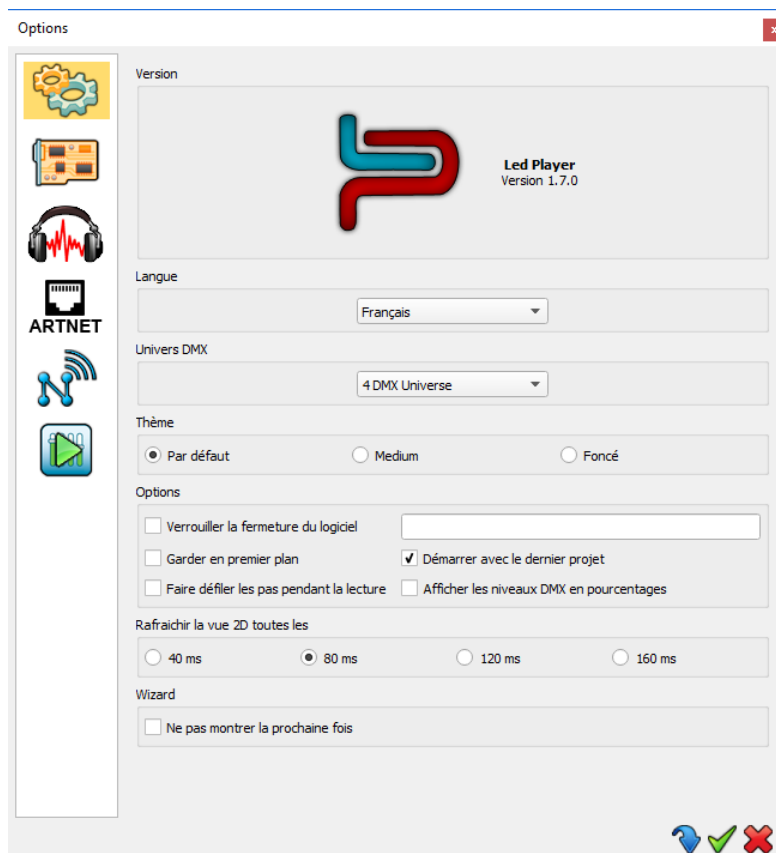 Options
x
Version
Led Player
Version 1.7.0
Langue
Français
Univers DMX
4 DMX Universe
Thème
Par défaut
Medium
Foncé
Options
Verrouiller la fermeture du logiciel
Garder en premier plan
Démarrer avec le dernier projet
Faire défiler les pas pendant la lecture
Afficher les niveaux DMX en pourcentages
Rafraichir la vue 2D toutes les
40 ms
80 ms
120 ms
160 ms
Wizard
Ne pas montrer la prochaine fois
ARTNET
N